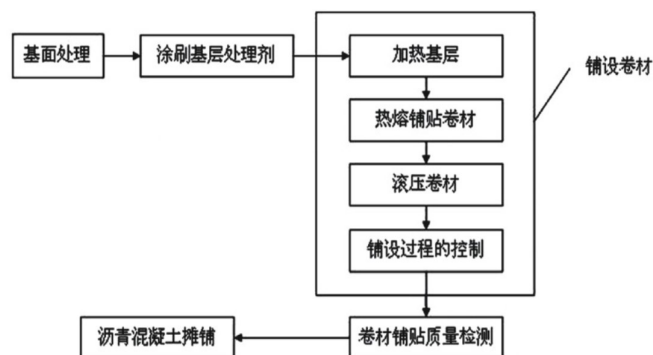 基面处理
涂刷基层处理剂
加热基层
铺设卷材
热熔铺贴卷材
滚压卷材
铺设过程的控制
卷材铺贴质量检测
沥青混凝土摊铺